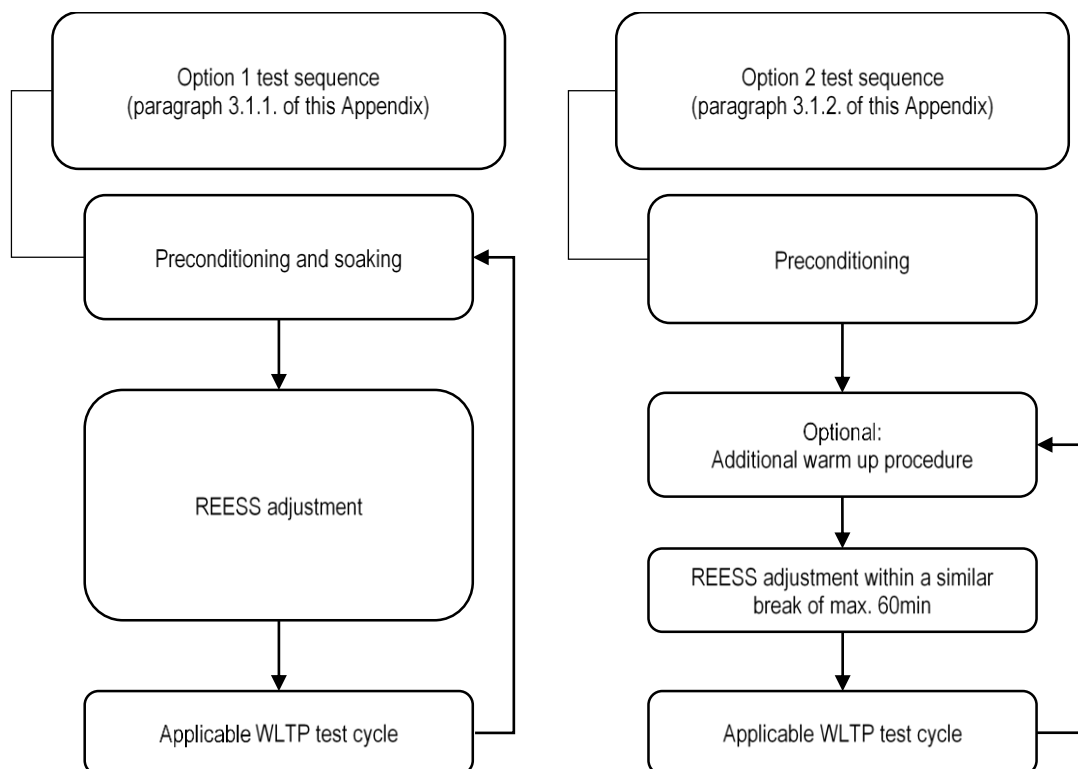 Option 1 test sequence
(paragraph 3.1.1. of this Appendix)
Preconditioning and soaking
REESS adjustment
Applicable WLTP test cycle
Option 2 test sequence
(paragraph 3.1.2. of this Appendix)
Preconditioning
Optional:
Additional warm up procedure
REESS adjustment within a similar
break of max. 60min
Applicable WLTP test cycle